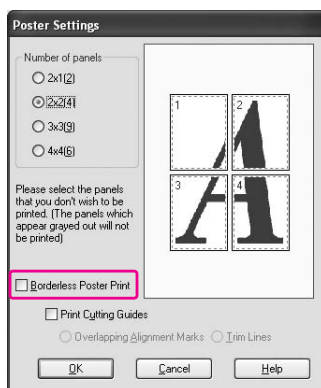 Poster Settings
Number of panels
2x1(2)
2x2(4)
3x3(9)
4x4(6)
Please select the panels
that you don't wish to be
printed. (The panels which
appear grayed out will not
be printed)
1
2
3
4
Borderless Poster Print
Print Cutting Guides
Overlapping Alignment Marks
Trim Lines
OK
Cancel
Help